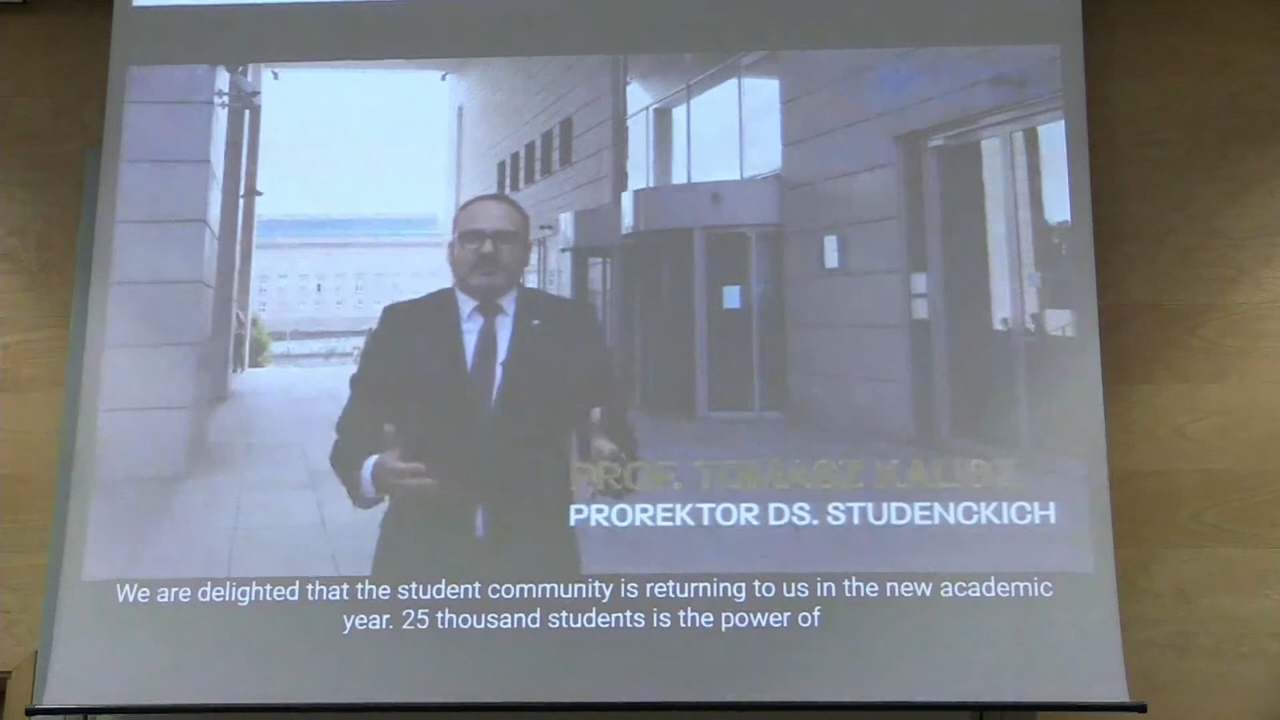 PROF. TOMASZ KALISZ
PROREKTOR DS. STUDENCKICH
We are delighted that the student community is returning to us in the new academic
year. 25 thousand students is the power of